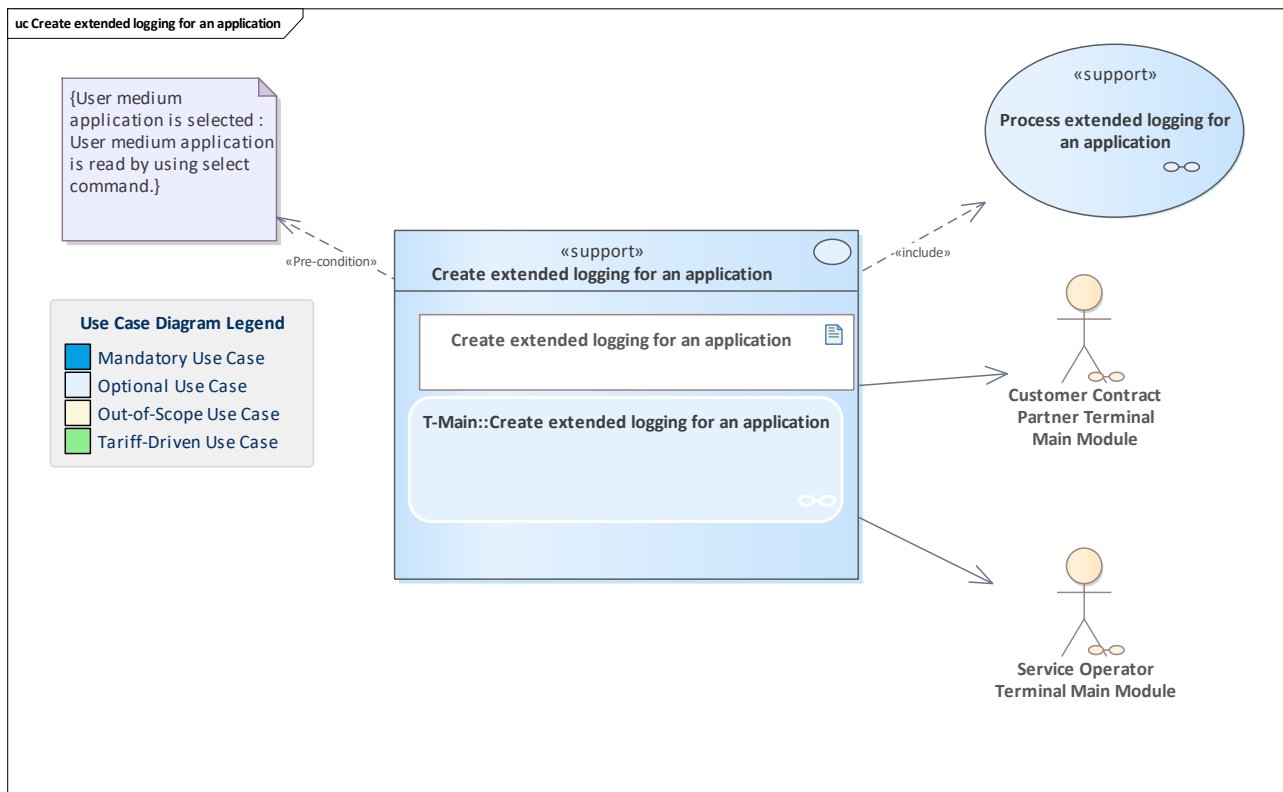 uc Create extended logging for an application
{User medium
application is selected :
User medium application
is read by using select
command.}
«support»
Process extended logging for
an application
«Pre-condition»
«include»
«support»
Create extended logging for an application
Create extended logging for an application
T-Main::Create extended logging for an application
Use Case Diagram Legend
Mandatory Use Case
Optional Use Case
Out-of-Scope Use Case
Tariff-Driven Use Case
Customer Contract
Partner Terminal
Main Module
Service Operator
Terminal Main Module